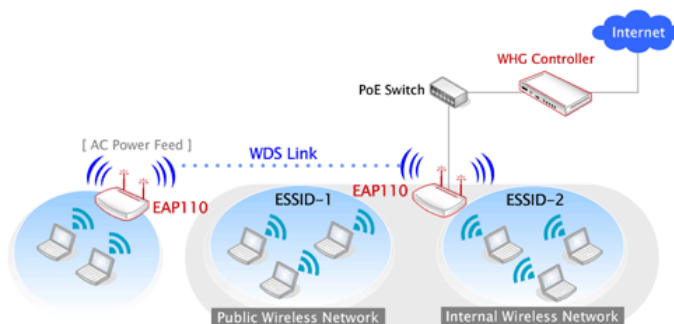 Internet
WHG Controller
PoE Switch
[ AC Power Feed ]
WDS Link
EAP110
EAP110
ESSID-1
ESSID-2
Public Wireless Network
Internal Wireless Network